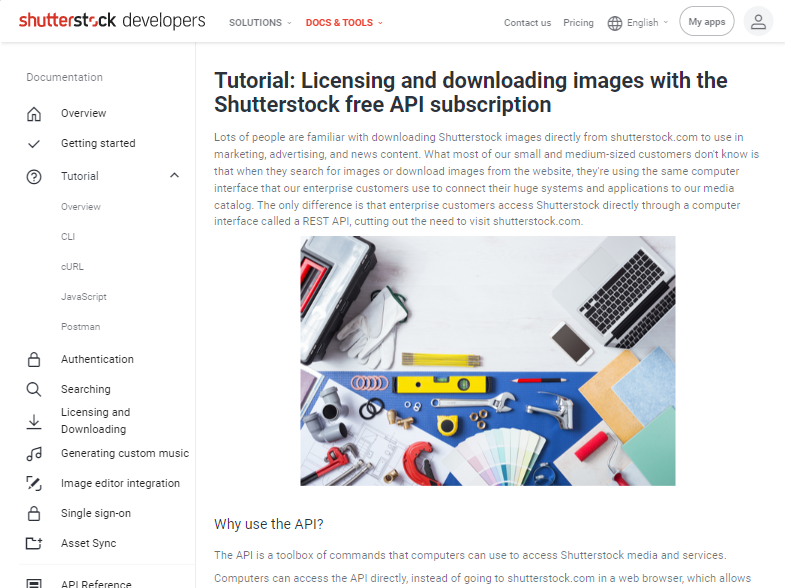 shutterstock developers
SOLUTIONS
DOCS & TOOLS
Contact us
Pricing
English
My apps
Documentation
Overview
Getting started
Tutorial
Overview
CLI
cURL
JavaScript
Postman
Authentication
Searching
Licensing and
Downloading
Generating custom music
Image editor integration
Single sign-on
Asset Sync
API Reference
Tutorial: Licensing and downloading images with the
Shutterstock free API subscription
Lots of people are familiar with downloading Shutterstock images directly from shutterstock.com to use in
marketing, advertising, and news content. What most of our small and medium-sized customers don't know is
that when they search for images or download images from the website, they're using the same computer
interface that our enterprise customers use to connect their huge systems and applications to our media
catalog. The only difference is that enterprise customers access Shutterstock directly through a computer
interface called a REST API, cutting out the need to visit shutterstock.com.
Why use the API?
The API is a toolbox of commands that computers can use to access Shutterstock media and services.
Computers can access the API directly, instead of going to shutterstock.com in a web browser, which allows